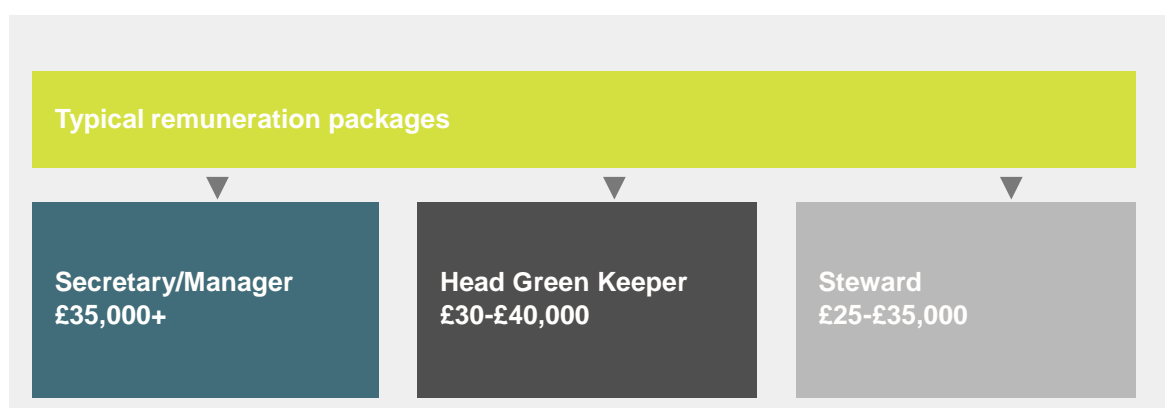 Typical remuneration packages
Secretary/Manager
£35,000+
Head Green Keeper
£30-£40,000
Steward
£25-£35,000